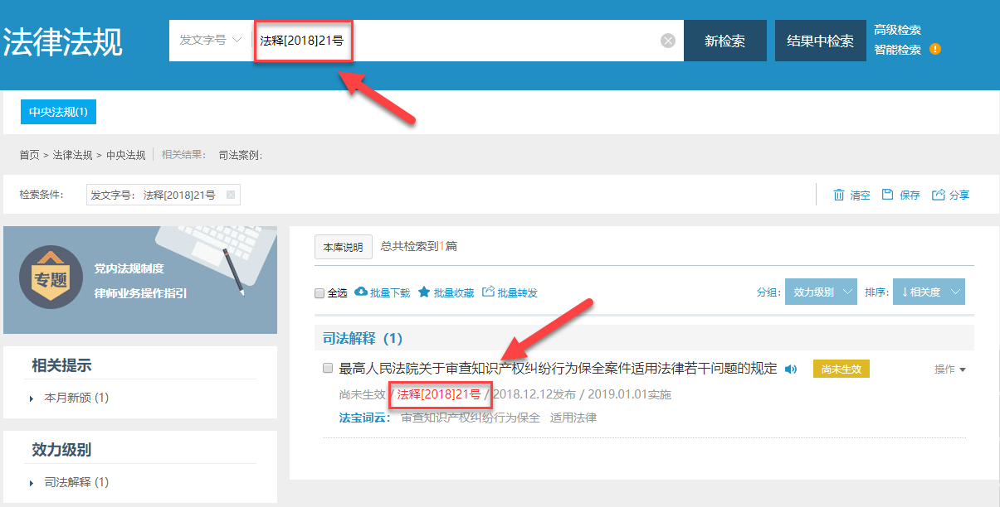 法律法规
发文字号 法释[2018]21号 新检索 结果中检索 高级检索
智能检索
中央法规(1)
首页 > 法律法规 > 中央法规 相关结果: 司法案例:
检索条件: 发文字号: 法释[2018]21号 清空 保存 分享
专题
党内法规制度
律师业务操作指引
相关提示
本月新颁 (1)
效力级别
司法解释 (1)
本库说明 总共检索到1篇
全选 批量下载 批量收藏 批量转发 分组: 效力级别 排序: ↓相关度
司法解释（1）
最高人民法院关于审查知识产权纠纷行为保全案件适用法律若干问题的规定 尚未生效 操作
尚未生效 / 法释[2018]21号 / 2018.12.12发布 / 2019.01.01实施
法宝词云: 审查知识产权纠纷行为保全 适用法律